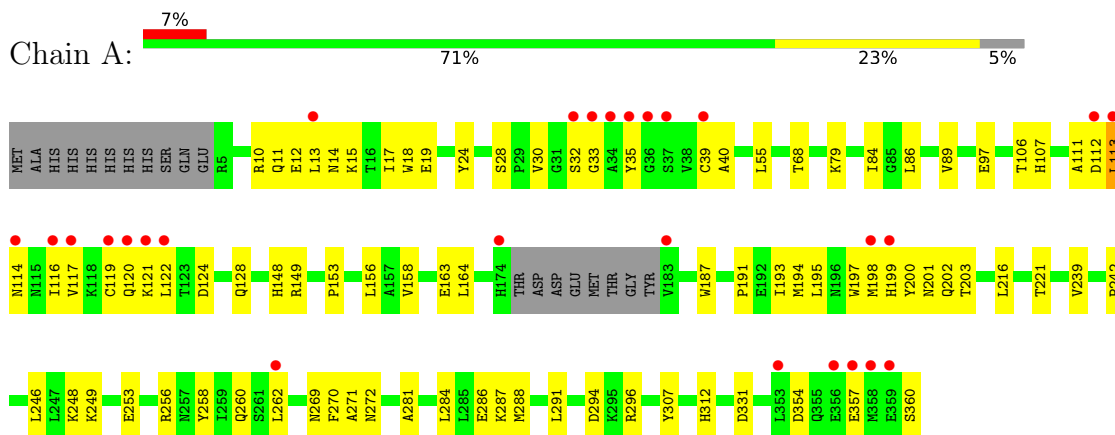 7%
Chain A:
71% 23% 5%
MET ALA HIS HIS HIS HIS HIS HIS SER GLN GLU R5 R10 Q11 E12 L13 N14 K15 T16 I17 W18 E19 Y24 S28 P29 V30 G31 S32 G33 A34 Y35 G36 S37 V38 C39 A40 L55 T68 K79 I84 G85 L86 V89 E97 T106 H107 A111 D112 L113
N114 N115 I116 V117 K118 C119 Q120 K121 L122 T123 D124 Q128 H148 R149 P153 L156 A157 V158 E163 L164 H174 THR ASP ASP GLU MET THR GLY TYR V183 W187 P191 E192 I193 M194 L195 N196 W197 M198 H199 Y200 N201 Q202 T203 L216 T221 V239 P242
L246 L247 K248 K249 E253 R256 N257 Y258 I259 Q260 S261 L262 N269 F270 A271 N272 A281 L284 L285 E286 K287 M288 L291 D294 K295 R296 Y307 H312 D331 L353 D354 Q355 E356 E357 M358 E359 S360